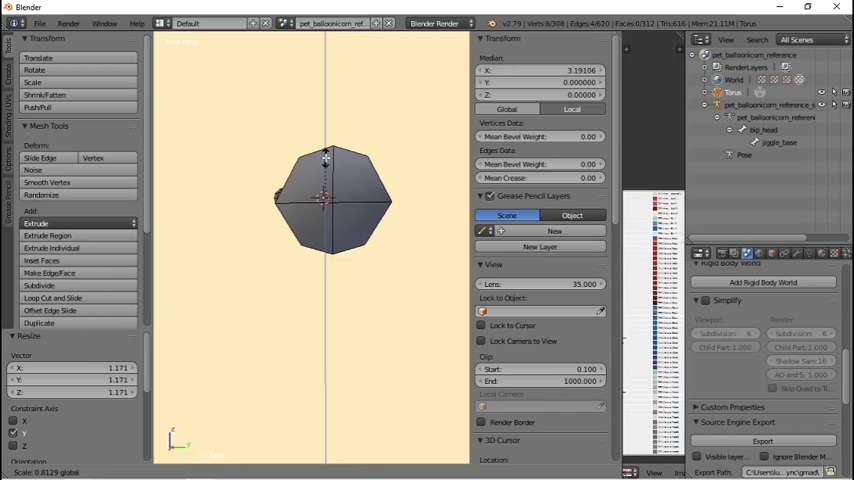 Blender
File Render Window Help Default pet_balloonicorn_ref Blender Render v2.79 | Verts:8/308 | Edges:4/620 | Faces:0/312 | Tris:616 | Mem:21.11M | Torus
Tools
Create
Shading / UVs
Options
Grease Pencil
Transform
Translate
Rotate
Scale
Shrink/Fatten
Push/Pull
Mesh Tools
Deform:
Slide Edge Vertex
Noise
Smooth Vertex
Randomize
Add:
Extrude
Extrude Region
Extrude Individual
Inset Faces
Make Edge/Face
Subdivide
Loop Cut and Slide
Offset Edge Slide
Duplicate
Resize
Vector
X: 1.171
Y: 1.171
Z: 1.171
Constraint Axis
X
Y
Z
Orientation
z
y
Scale: 0.8129 global
Transform
Median:
X: 3.19106
Y: 0.00000
Z: 0.00000
Global Local
Vertices Data:
Mean Bevel Weight: 0.00
Edges Data:
Mean Bevel Weight: 0.00
Mean Crease: 0.00
Grease Pencil Layers
Scene Object
New
New Layer
View
Lens: 35.000
Lock to Object:
Lock to Cursor
Lock Camera to View
Clip:
Start: 0.100
End: 1000.000
Local Camera:
Render Border
3D Cursor
Location:
View
View Search All Scenes
pet_balloonicorn_reference
RenderLayers
World
Torus
pet_balloonicorn_reference_s
pet_balloonicorn_referen
bip_head
jiggle_base
Pose
Rigid Body World
Add Rigid Body World
Simplify
Viewport: Render:
Subdivision: 6 Subdivision: 6
Child Part: 1.000 Child Part: 1.000
Shadow Sam: 16
AO and S: 1.000
Skip Quad to Tr...
Custom Properties
Source Engine Export
Export
Visible layer... Ignore Blender M...
Export Path: C:\Users\lu...ync\gmad\